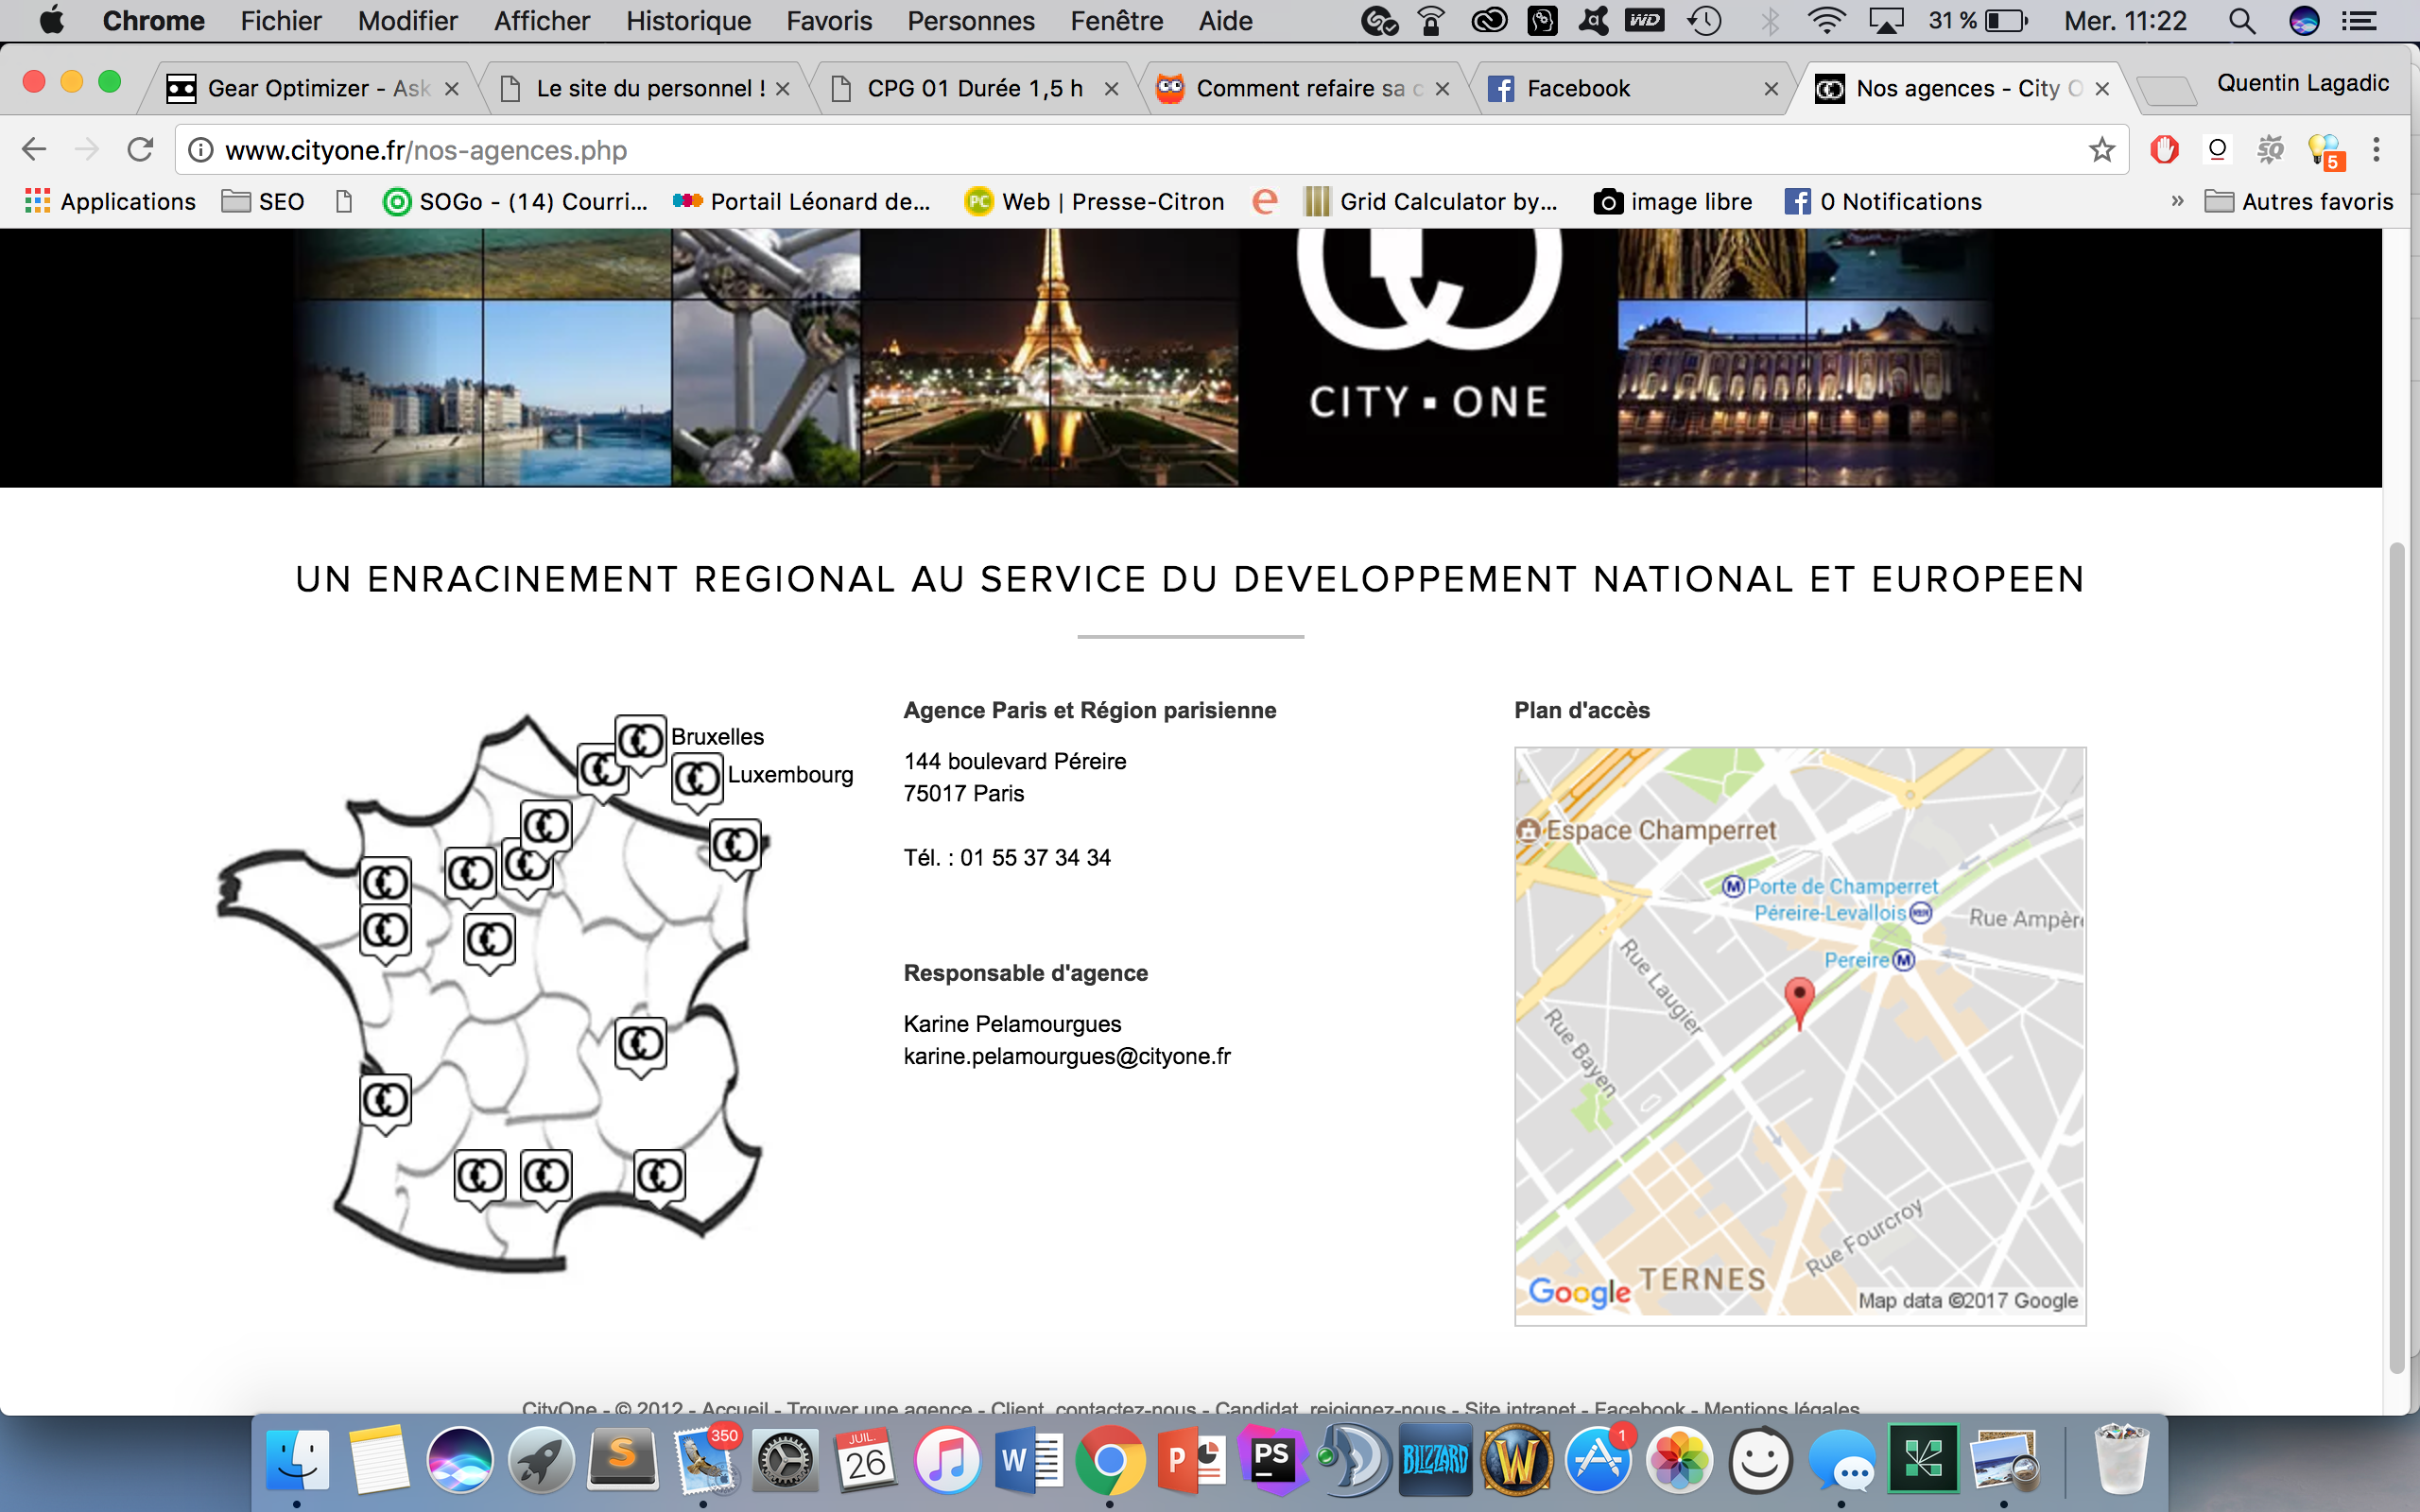 Chrome Fichier Modifier Afficher Historique Favoris Personnes Fenêtre Aide WD 31 % Mer. 11:22
Gear Optimizer - Ask Le site du personnel ! CPG 01 Durée 1,5 h Comment refaire sa c Facebook Nos agences - City O Quentin Lagadic
www.cityone.fr/nos-agences.php
5
Applications SEO SOGo - (14) Courri... Portail Léonard de... PC Web | Presse-Citron Grid Calculator by... image libre 0 Notifications » Autres favoris
CITY ▪ ONE
UN ENRACINEMENT REGIONAL AU SERVICE DU DEVELOPPEMENT NATIONAL ET EUROPEEN
Bruxelles
Luxembourg
Agence Paris et Région parisienne
144 boulevard Péreire
75017 Paris
Tél. : 01 55 37 34 34
Responsable d'agence
Karine Pelamourgues
karine.pelamourgues@cityone.fr
Plan d'accès
Espace Champerret
Porte de Champerret
Péreire-Levallois
Rue Ampère
Pereire
Rue Laugier
Rue Bayen
Rue Fourcroy
TERNES
Google
Map data ©2017 Google
CityOne - © 2012 - Accueil - Trouver une agence - Client, contactez-nous - Candidat, rejoignez-nous - Site intranet - Facebook - Mentions légales
350
JUIL.
26
PS
BLIZZARD
1